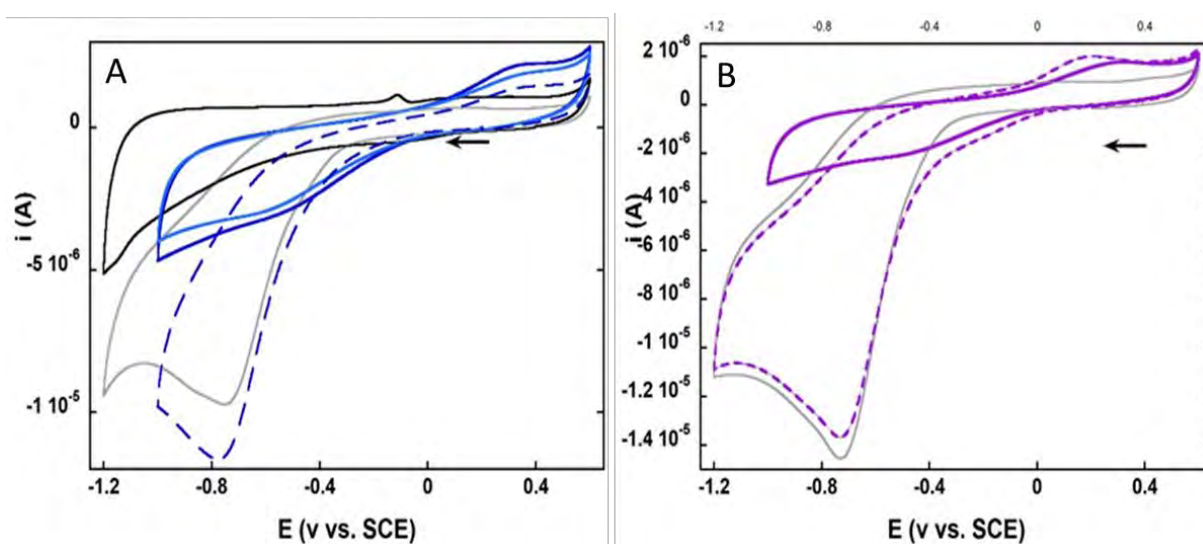 A
0
-5 10-6
-1 10-5
i (A)
-1.2 -0.8 -0.4 0 0.4
E (v vs. SCE)
-1.2 -0.8 -0.4 0 0.4
B
2 10-6
0
-2 10-6
-4 10-6
-6 10-6
-8 10-6
-1 10-5
-1.2 10-5
-1.4 10-5
i (A)
-1.2 -0.8 -0.4 0 0.4
E (v vs. SCE)